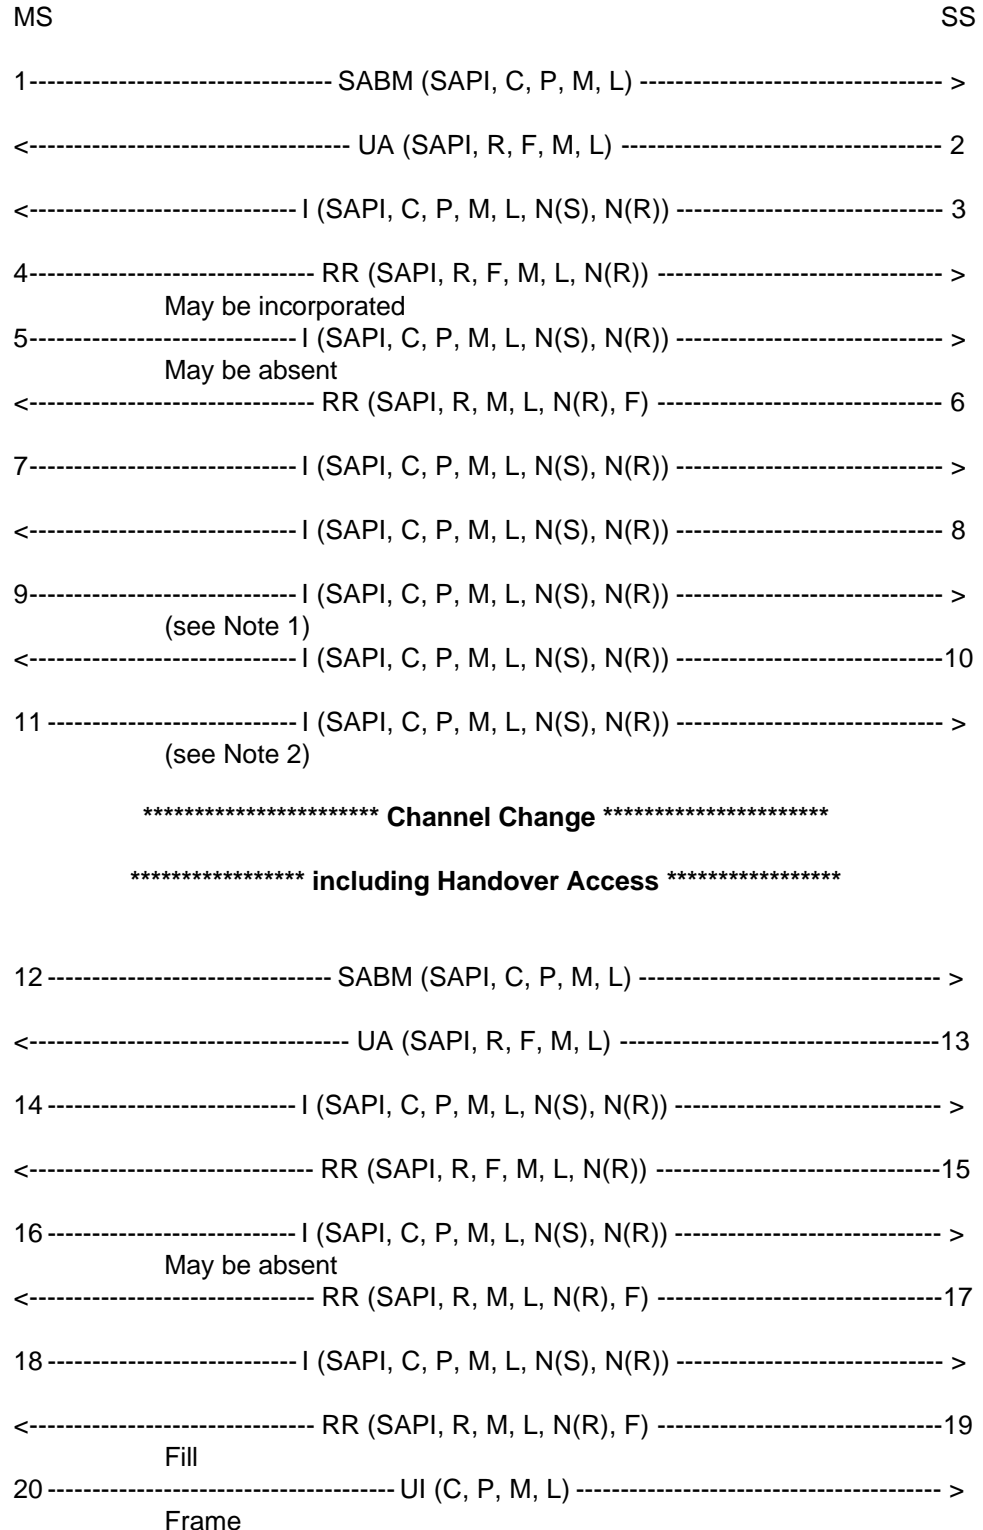 MS SS
1---------------------------------- SABM (SAPI, C, P, M, L) ---------------------------------- >
<------------------------------------ UA (SAPI, R, F, M, L) ------------------------------------ 2
<------------------------------ I (SAPI, C, P, M, L, N(S), N(R)) ------------------------------ 3
4-------------------------------- RR (SAPI, R, F, M, L, N(R)) -------------------------------- >
May be incorporated
5------------------------------ I (SAPI, C, P, M, L, N(S), N(R)) ------------------------------ >
May be absent
<-------------------------------- RR (SAPI, R, M, L, N(R), F) -------------------------------- 6
7------------------------------ I (SAPI, C, P, M, L, N(S), N(R)) ------------------------------ >
<------------------------------ I (SAPI, C, P, M, L, N(S), N(R)) ------------------------------ 8
9------------------------------ I (SAPI, C, P, M, L, N(S), N(R)) ------------------------------ >
(see Note 1)
<------------------------------ I (SAPI, C, P, M, L, N(S), N(R)) ------------------------------10
11 ---------------------------- I (SAPI, C, P, M, L, N(S), N(R)) ------------------------------ >
(see Note 2)
*********************** Channel Change **********************
***************** including Handover Access *****************
12 -------------------------------- SABM (SAPI, C, P, M, L) ---------------------------------- >
<------------------------------------ UA (SAPI, R, F, M, L) ------------------------------------13
14 ---------------------------- I (SAPI, C, P, M, L, N(S), N(R)) ------------------------------ >
<-------------------------------- RR (SAPI, R, F, M, L, N(R)) --------------------------------15
16 ---------------------------- I (SAPI, C, P, M, L, N(S), N(R)) ------------------------------ >
May be absent
<-------------------------------- RR (SAPI, R, M, L, N(R), F) --------------------------------17
18 ---------------------------- I (SAPI, C, P, M, L, N(S), N(R)) ------------------------------ >
<-------------------------------- RR (SAPI, R, M, L, N(R), F) --------------------------------19
Fill
20 --------------------------------------- UI (C, P, M, L) ----------------------------------------- >
Frame